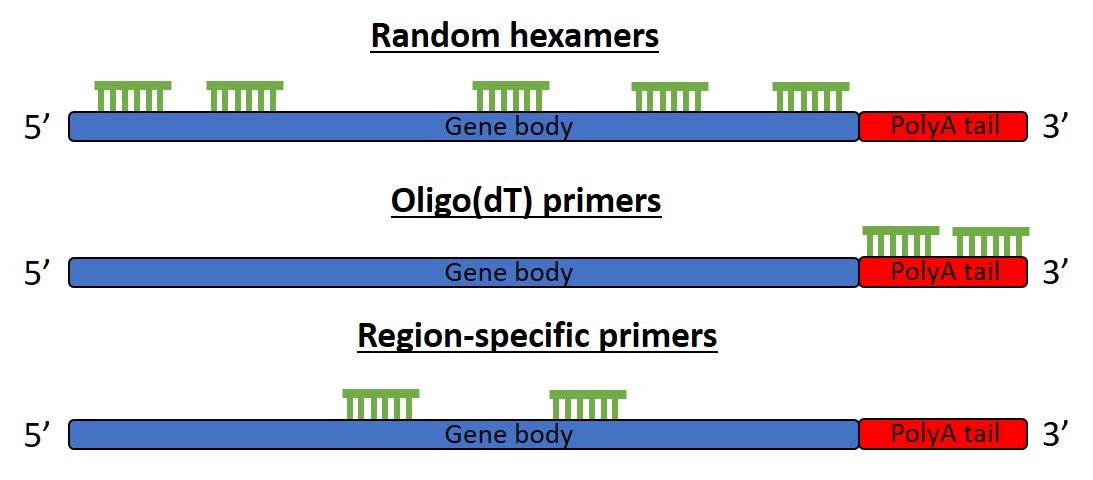 Random hexamers
5’ Gene body PolyA tail 3’
Oligo(dT) primers
5’ Gene body PolyA tail 3’
Region-specific primers
5’ Gene body PolyA tail 3’